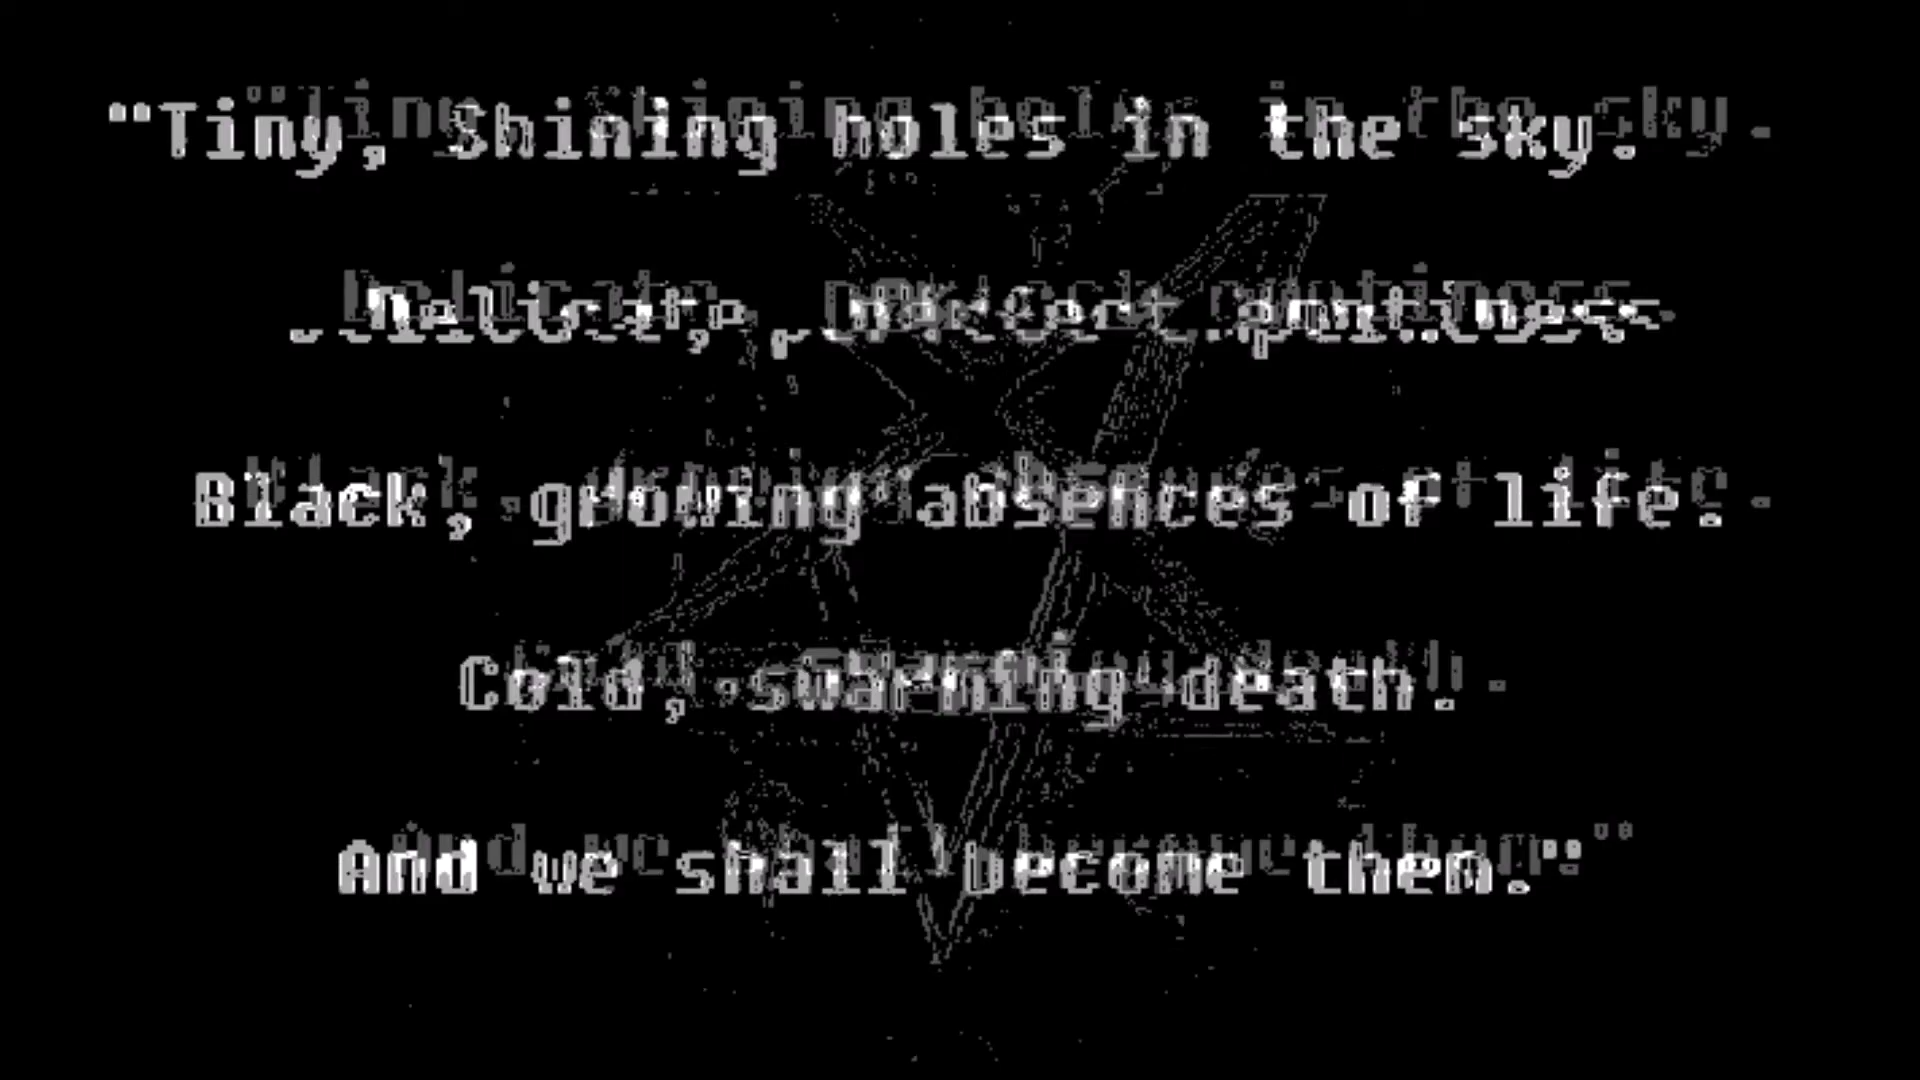 "Tiny, Shining holes in the sky.
Delicate, perfect emptiness.
Black, growing absences of life.
Cold, swarming death.
And we shall become them."